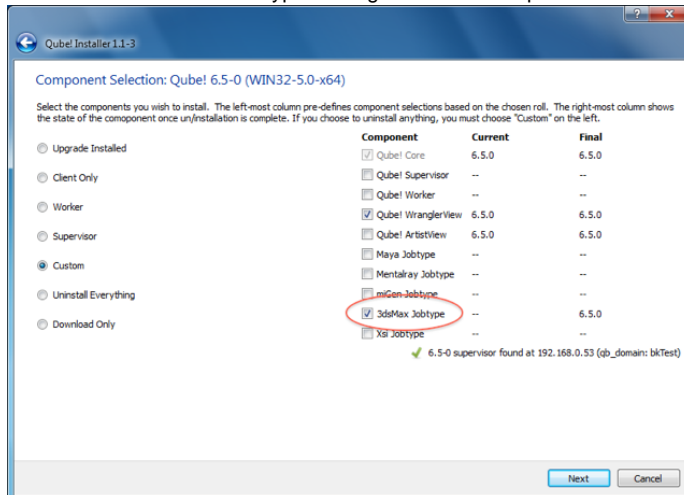 Qube! Installer 1.1-3
Component Selection: Qube! 6.5-0 (WIN32-5.0-x64)
Select the components you wish to install. The left-most column pre-defines component selections based on the chosen roll. The right-most column shows
the state of the comoponent once un/installation is complete. If you choose to uninstall anything, you must choose "Custom" on the left.
Component Current Final
Upgrade Installed
Qube! Core 6.5.0 6.5.0
Client Only
Qube! Supervisor -- --
Qube! Worker -- --
Worker
Qube! WranglerView 6.5.0 6.5.0
Supervisor
Qube! ArtistView 6.5.0 6.5.0
Maya Jobtype -- --
Custom
Mentalray Jobtype -- --
Uninstall Everything
miGen Jobtype -- --
3dsMax Jobtype -- 6.5.0
Download Only
Xsi Jobtype -- --
6.5-0 supervisor found at 192.168.0.53 (qb_domain: bkTest)
Next Cancel